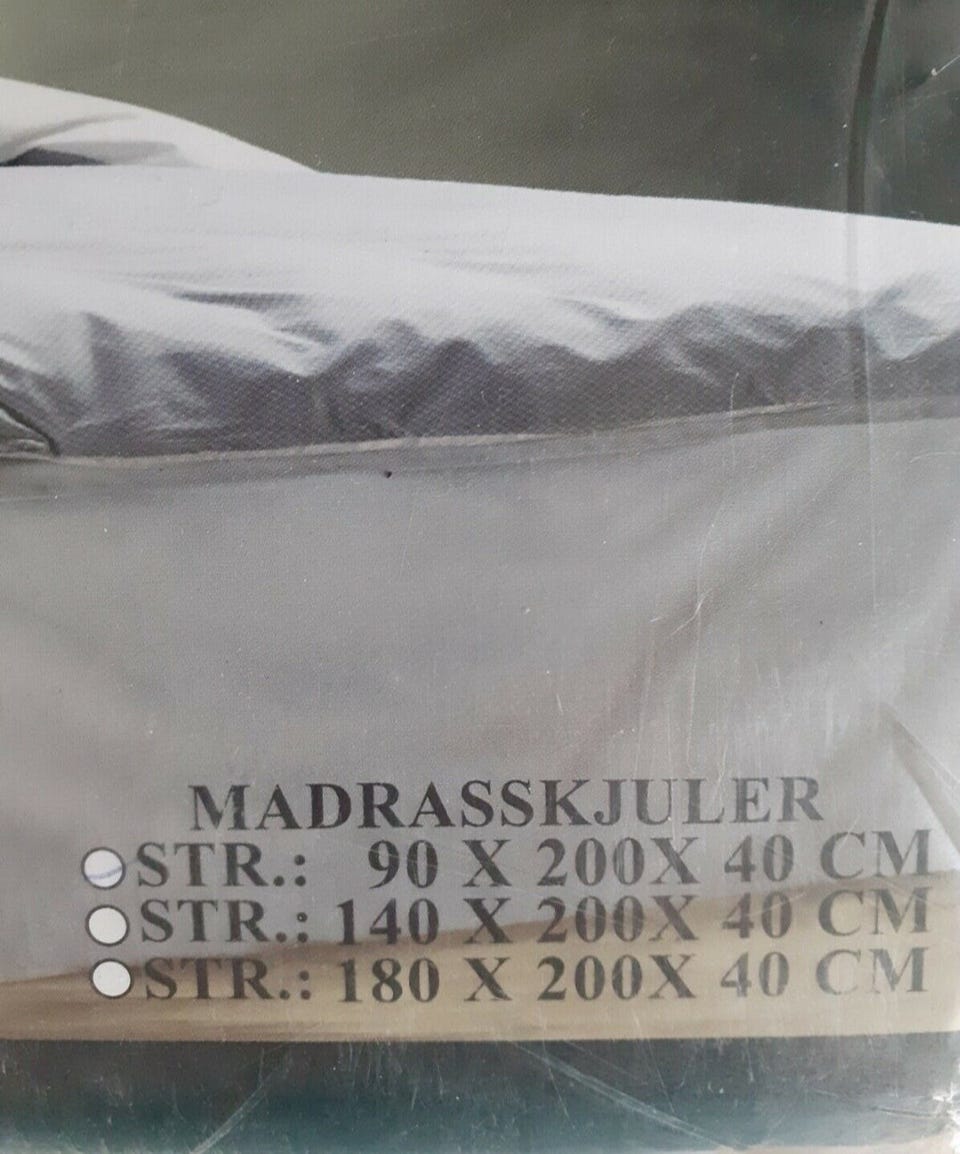 MADRASSKJULER
STR.: 90 X 200X 40 CM
STR.: 140 X 200X 40 CM
STR.: 180 X 200X 40 CM